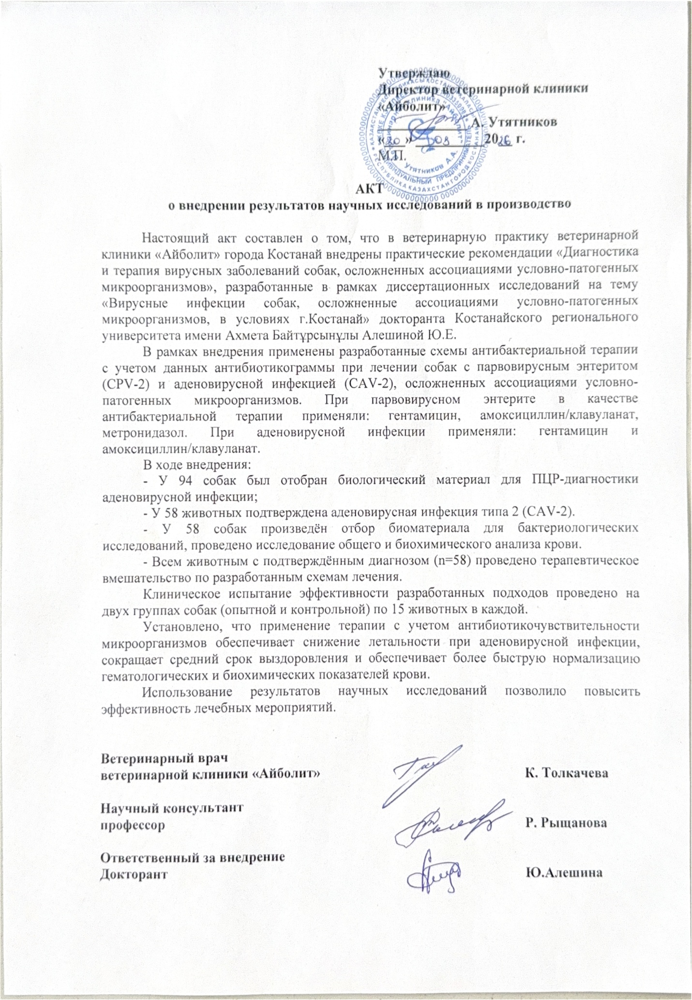 Утверждаю
Директор ветеринарной клиники
«Айболит»
А. Утятников
«20» 03 2026 г.
М.П.
АКТ
о внедрении результатов научных исследований в производство
Настоящий акт составлен о том, что в ветеринарную практику ветеринарной
клиники «Айболит» города Костанай внедрены практические рекомендации «Диагностика
и терапия вирусных заболеваний собак, осложненных ассоциациями условно-патогенных
микроорганизмов», разработанные в рамках диссертационных исследований на тему
«Вирусные инфекции собак, осложненные ассоциациями условно-патогенных
микроорганизмов, в условиях г.Костанай» докторанта Костанайского регионального
университета имени Ахмета Байтұрсынұлы Алешиной Ю.Е.
В рамках внедрения применены разработанные схемы антибактериальной терапии
с учетом данных антибиотикограммы при лечении собак с парвовирусным энтеритом
(CPV-2) и аденовирусной инфекцией (CAV-2), осложненных ассоциациями условно-
патогенных микроорганизмов. При парвовирусном энтерите в качестве
антибактериальной терапии применяли: гентамицин, амоксициллин/клавуланат,
метронидазол. При аденовирусной инфекции применяли: гентамицин и
амоксициллин/клавуланат.
В ходе внедрения:
- У 94 собак был отобран биологический материал для ПЦР-диагностики
аденовирусной инфекции;
- У 58 животных подтверждена аденовирусная инфекция типа 2 (CAV-2).
- У 58 собак произведён отбор биоматериала для бактериологических
исследований, проведено исследование общего и биохимического анализа крови.
- Всем животным с подтверждённым диагнозом (n=58) проведено терапевтическое
вмешательство по разработанным схемам лечения.
Клиническое испытание эффективности разработанных подходов проведено на
двух группах собак (опытной и контрольной) по 15 животных в каждой.
Установлено, что применение терапии с учетом антибиотикочувствительности
микроорганизмов обеспечивает снижение летальности при аденовирусной инфекции,
сокращает средний срок выздоровления и обеспечивает более быструю нормализацию
гематологических и биохимических показателей крови.
Использование результатов научных исследований позволило повысить
эффективность лечебных мероприятий.
Ветеринарный врач
ветеринарной клиники «Айболит» К. Толкачева
Научный консультант
профессор Р. Рыщанова
Ответственный за внедрение
Докторант Ю.Алешина